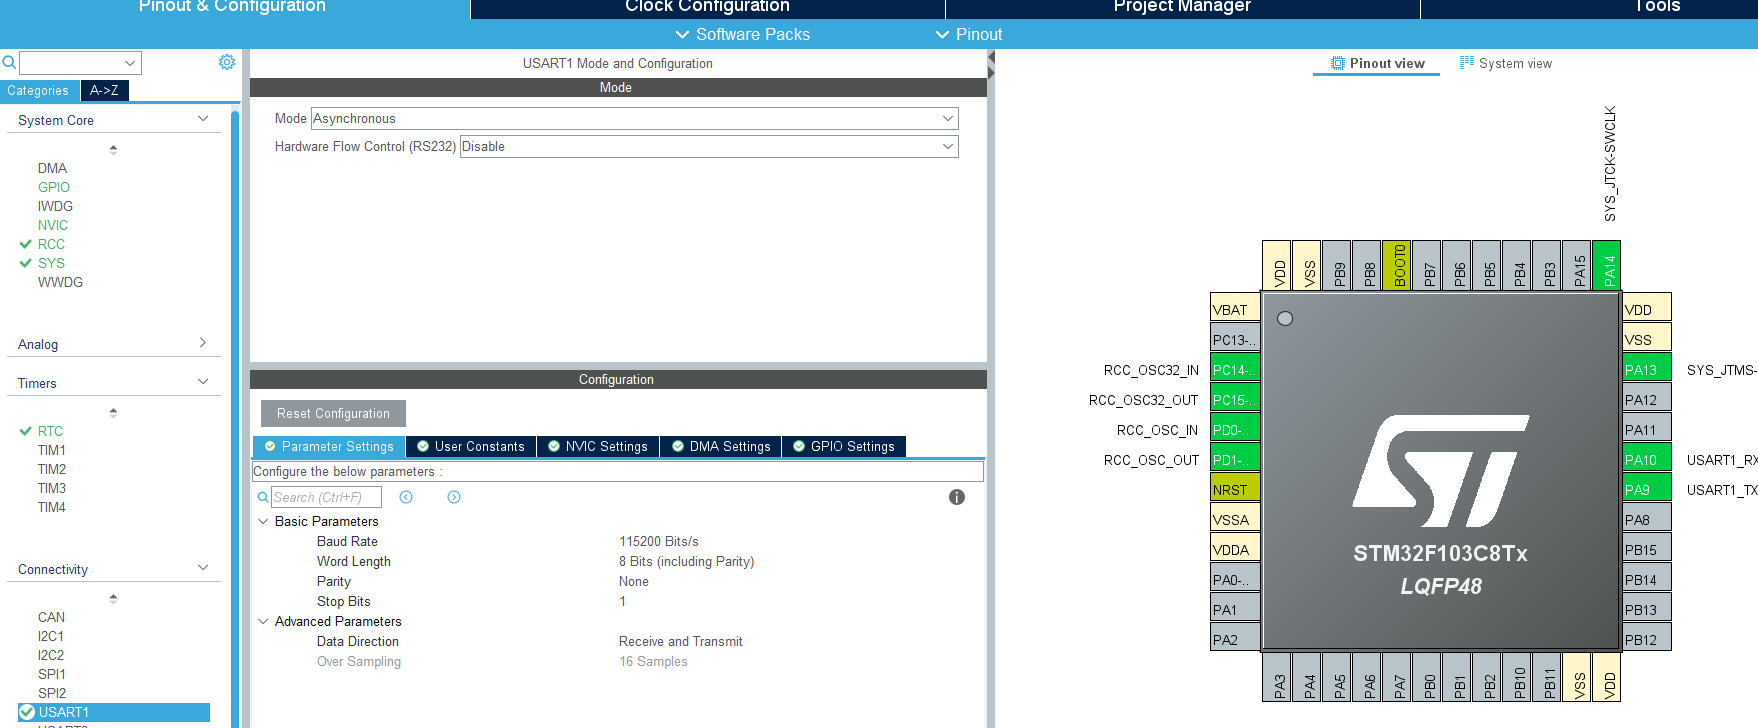 Pinout & Configuration
Clock Configuration
Project Manager
Tools
Software Packs
Pinout
Categories
A->Z
System Core
DMA
GPIO
IWDG
NVIC
RCC
SYS
WWDG
Analog
Timers
RTC
TIM1
TIM2
TIM3
TIM4
Connectivity
CAN
I2C1
I2C2
SPI1
SPI2
USART1
USART1 Mode and Configuration
Mode
Mode Asynchronous
Hardware Flow Control (RS232) Disable
Configuration
Reset Configuration
Parameter Settings
User Constants
NVIC Settings
DMA Settings
GPIO Settings
Configure the below parameters :
Search (Ctrl+F)
Basic Parameters
Baud Rate 115200 Bits/s
Word Length 8 Bits (including Parity)
Parity None
Stop Bits 1
Advanced Parameters
Data Direction Receive and Transmit
Over Sampling 16 Samples
Pinout view
System view
SYS_JTCK-SWCLK
VDD
VSS
PB9
PB8
BOOT0
PB7
PB6
PB5
PB4
PB3
PA15
PA14
VBAT
PC13-..
RCC_OSC32_IN PC14-..
RCC_OSC32_OUT PC15-..
RCC_OSC_IN PD0-..
RCC_OSC_OUT PD1-..
NRST
VSSA
VDDA
PA0-..
PA1
PA2
STM32F103C8Tx
LQFP48
VDD
VSS
PA13 SYS_JTMS-
PA12
PA11
PA10 USART1_RX
PA9 USART1_TX
PA8
PB15
PB14
PB13
PB12
PA3
PA4
PA5
PA6
PA7
PB0
PB1
PB2
PB10
PB11
VSS
VDD